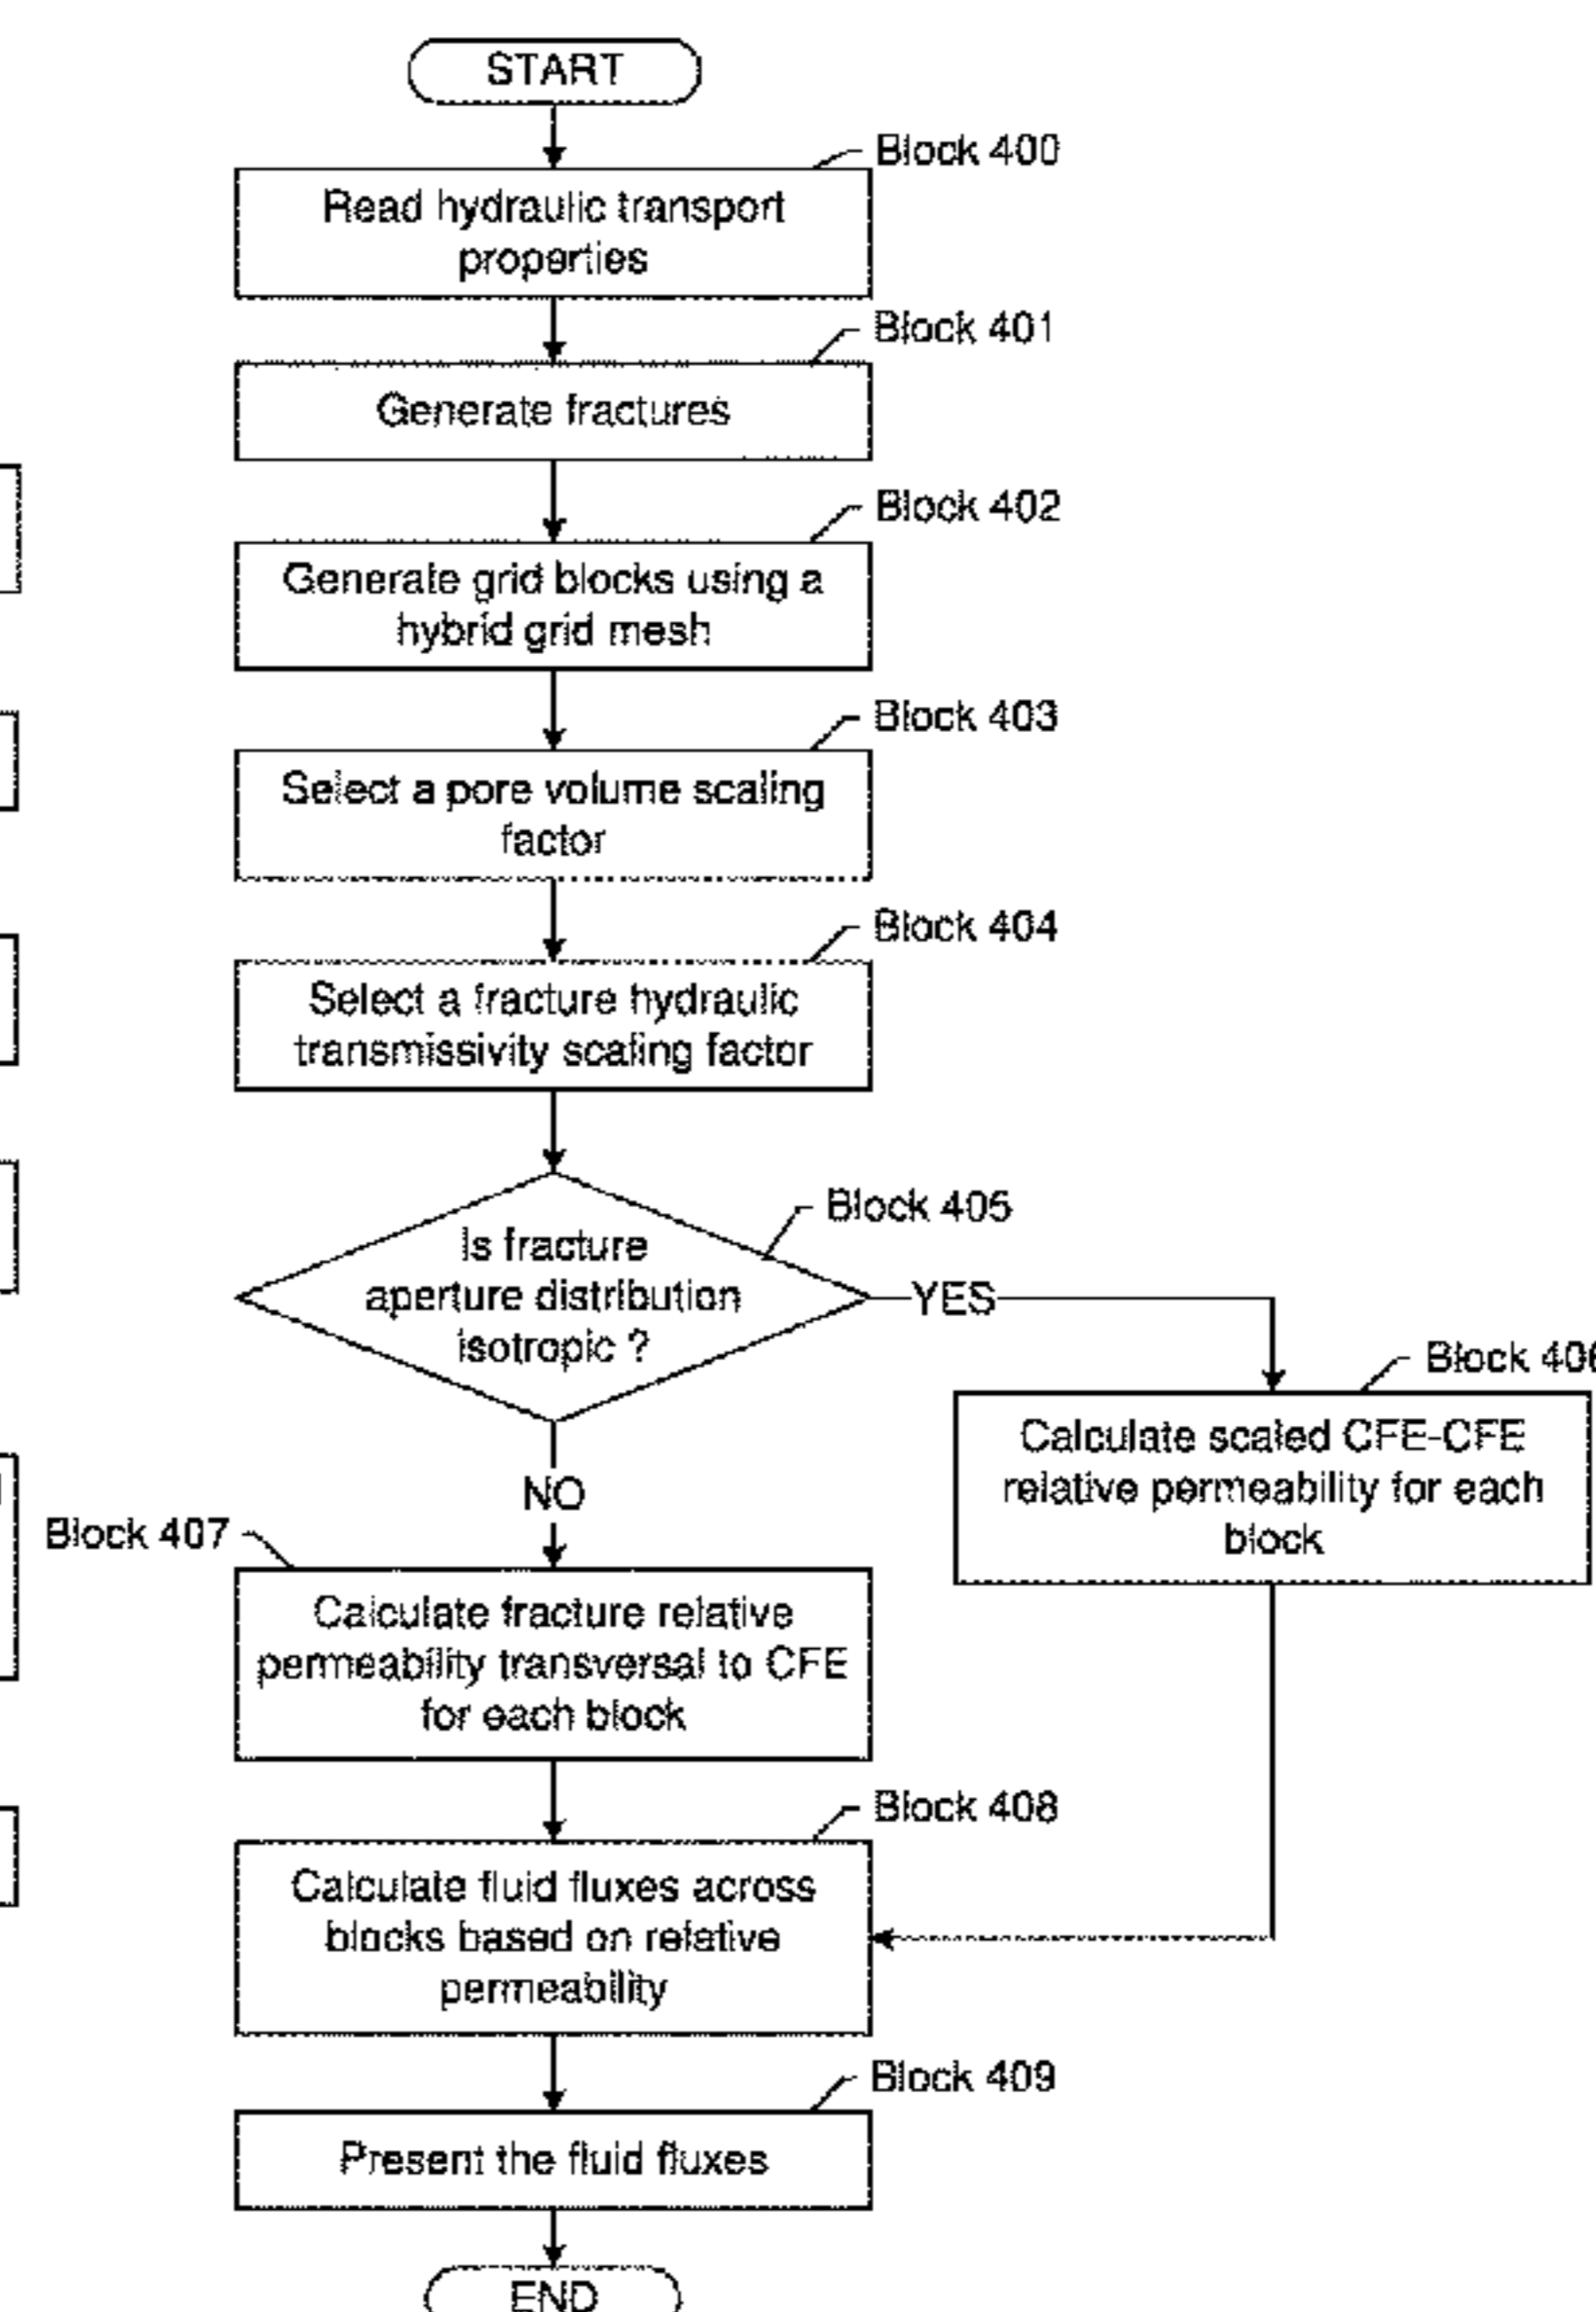 START
Block 400
Read hydraulic transport
properties
Block 401
Generate fractures
Block 402
Generate grid blocks using a
hybrid grid mesh
Block 403
Select a pore volume scaling
factor
Block 404
Select a fracture hydraulic
transmissivity scaling factor
Block 405
Is fracture
aperture distribution
isotropic ?
YES
Block 406
Calculate scaled CFE-CFE
relative permeability for each
block
NO
Block 407
Calculate fracture relative
permeability transversal to CFE
for each block
Block 408
Calculate fluid fluxes across
blocks based on relative
permeability
Block 409
Present the fluid fluxes
END